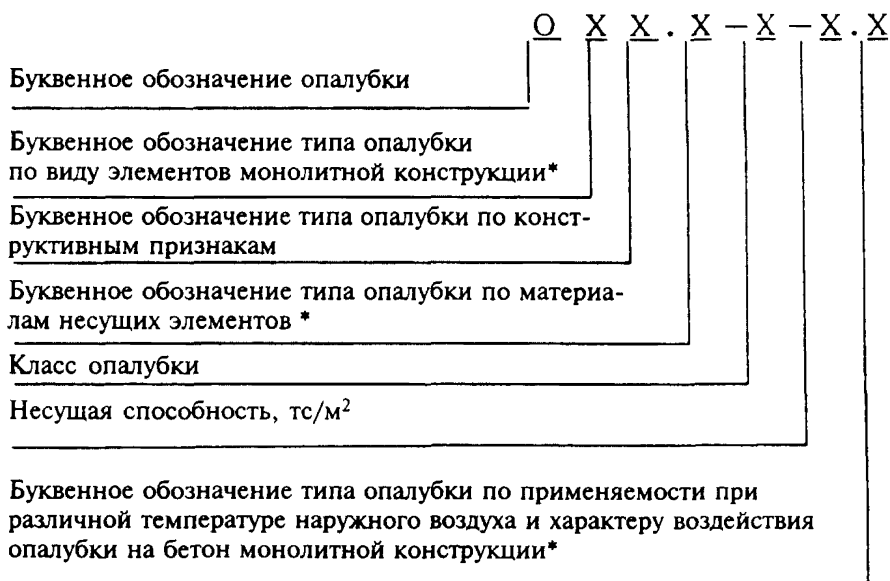 О Х Х . Х – Х – Х . Х
Буквенное обозначение опалубки
Буквенное обозначение типа опалубки
по виду элементов монолитной конструкции*
Буквенное обозначение типа опалубки по конст-
руктивным признакам
Буквенное обозначение типа опалубки по материа-
лам несущих элементов *
Класс опалубки
Несущая способность, тс/м²
Буквенное обозначение типа опалубки по применяемости при
различной температуре наружного воздуха и характеру воздействия
опалубки на бетон монолитной конструкции*